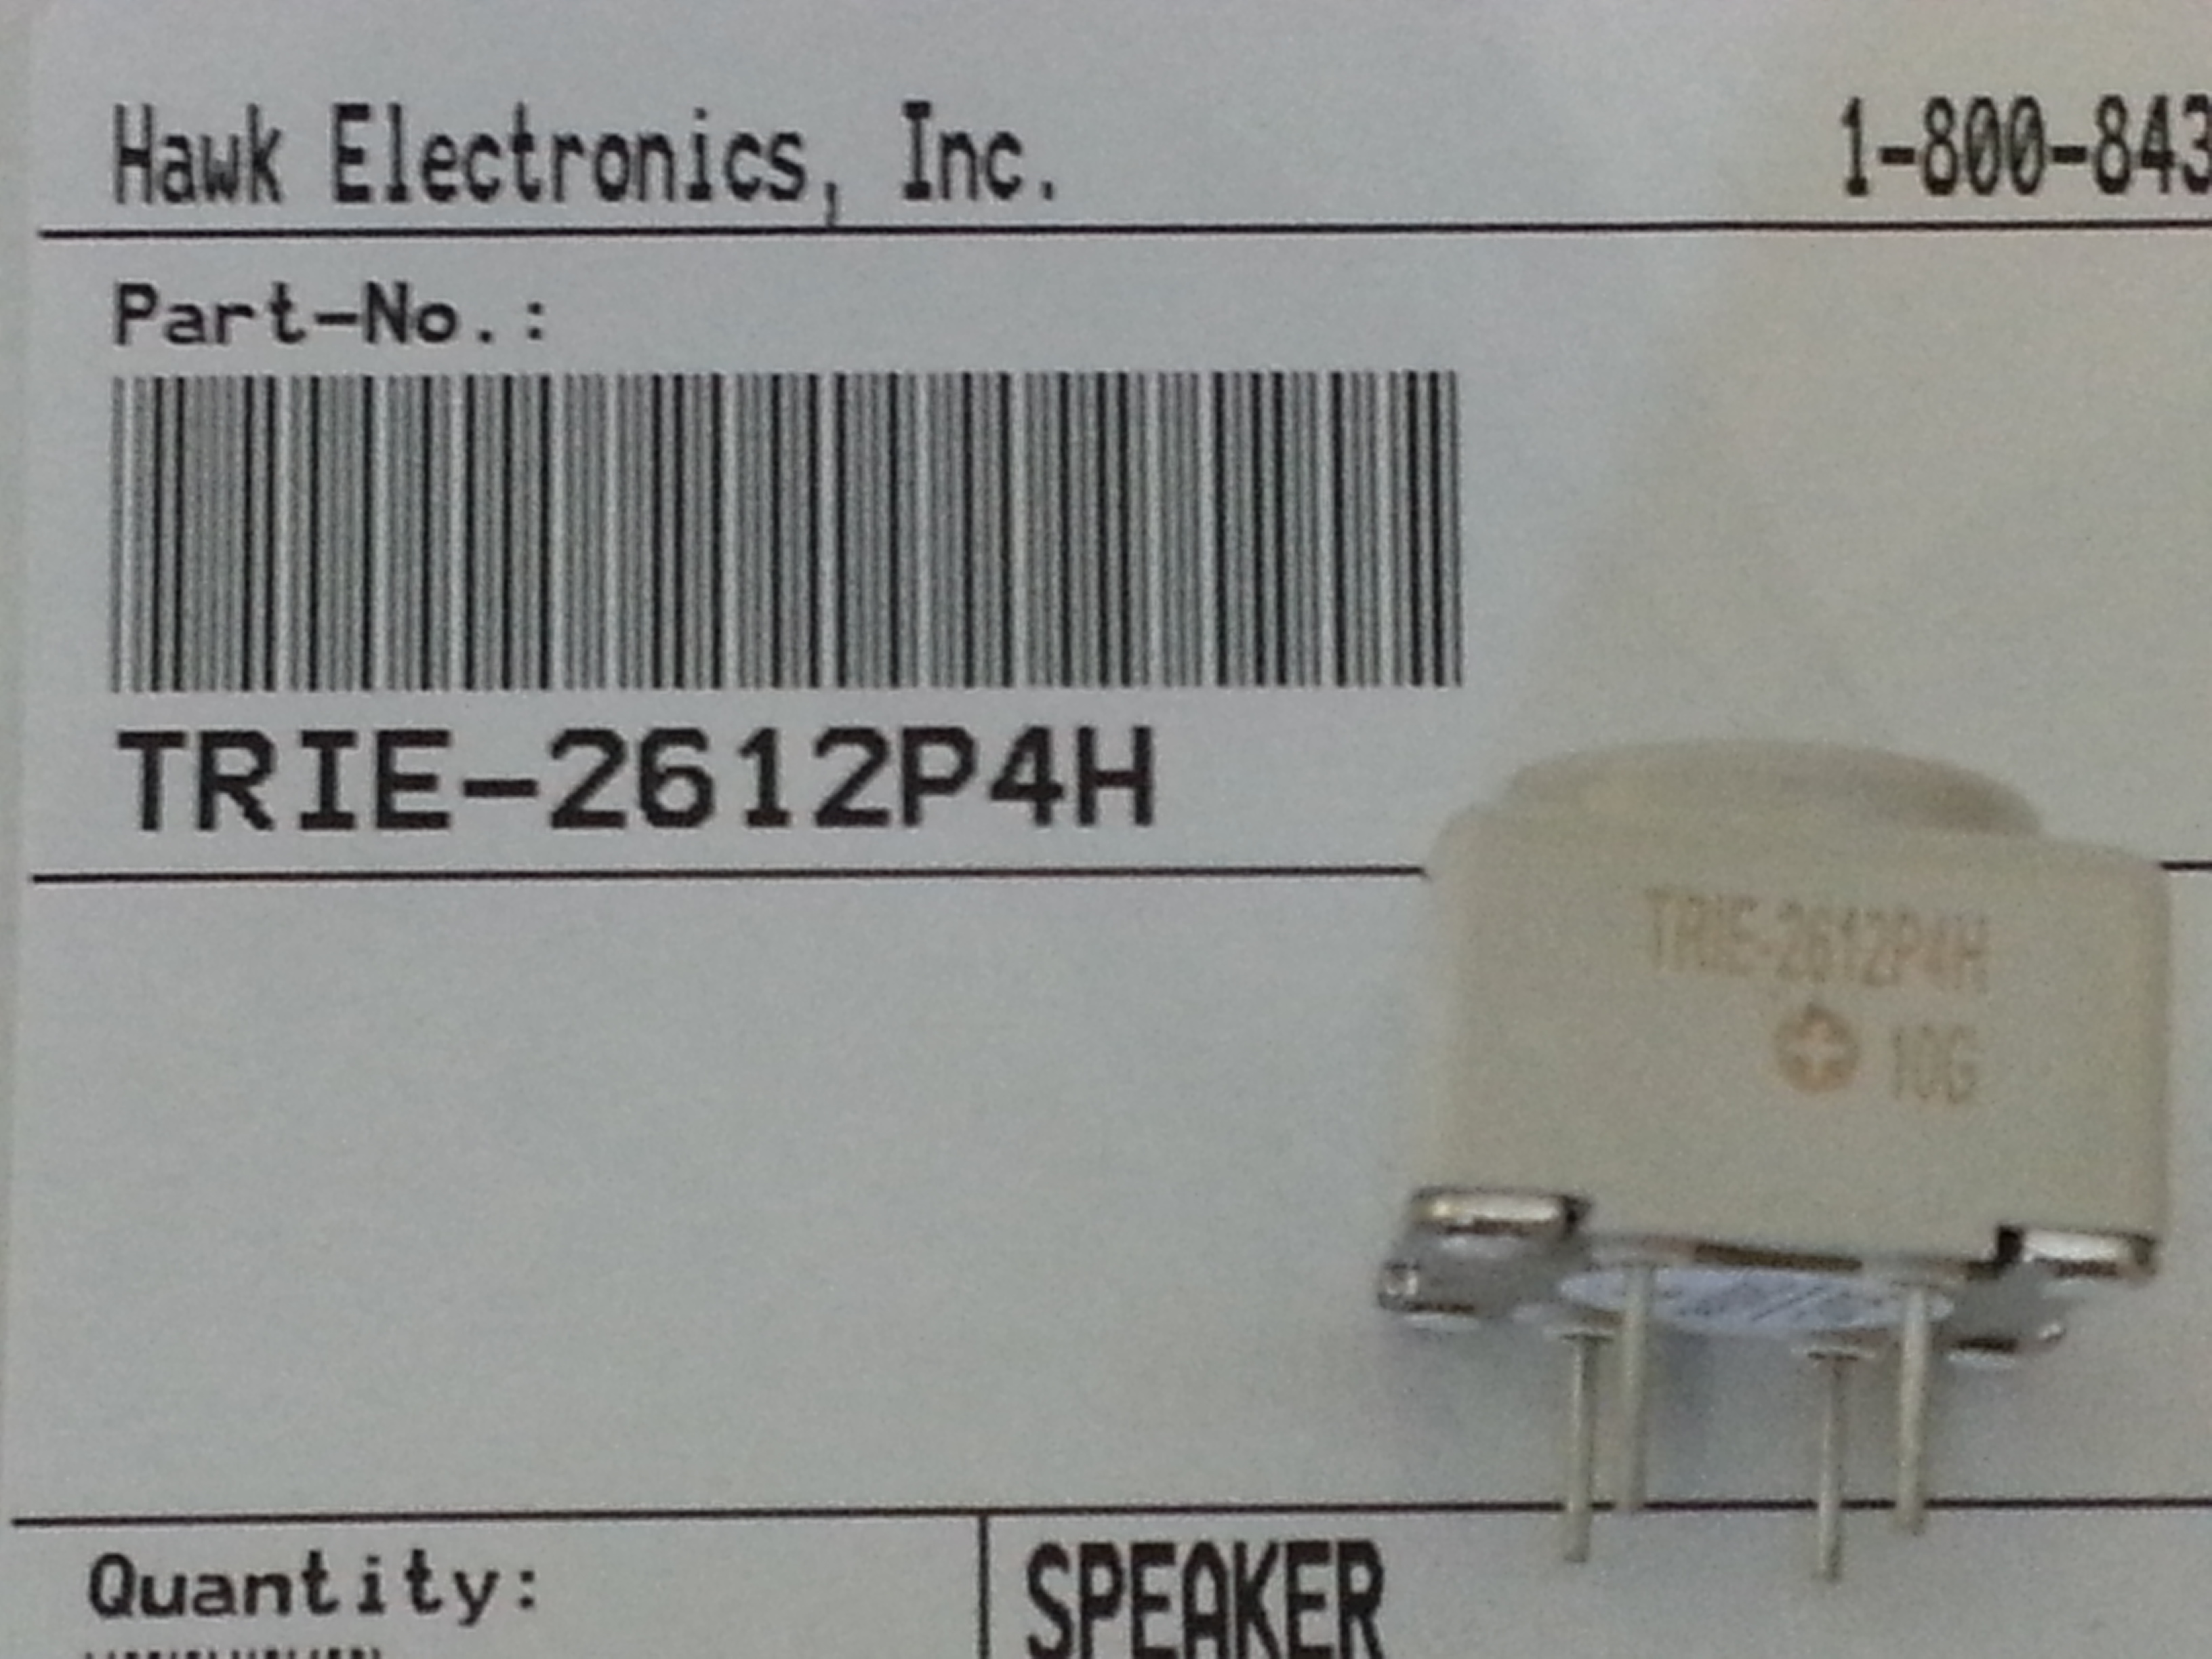 Hawk Electronics, Inc. 1-800-843
Part-No.:
TRIE-2612P4H
TRIE-2612P4H
10G
Quantity:
SPEAKER